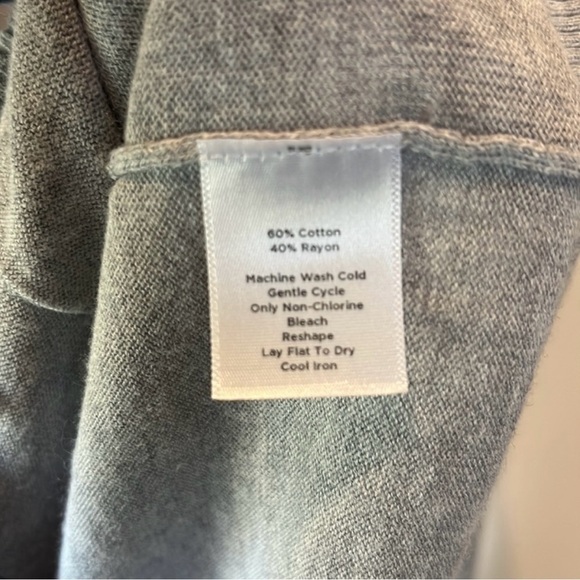 60% Cotton
40% Rayon
Machine Wash Cold
Gentle Cycle
Only Non-Chlorine
Bleach
Reshape
Lay Flat To Dry
Cool Iron